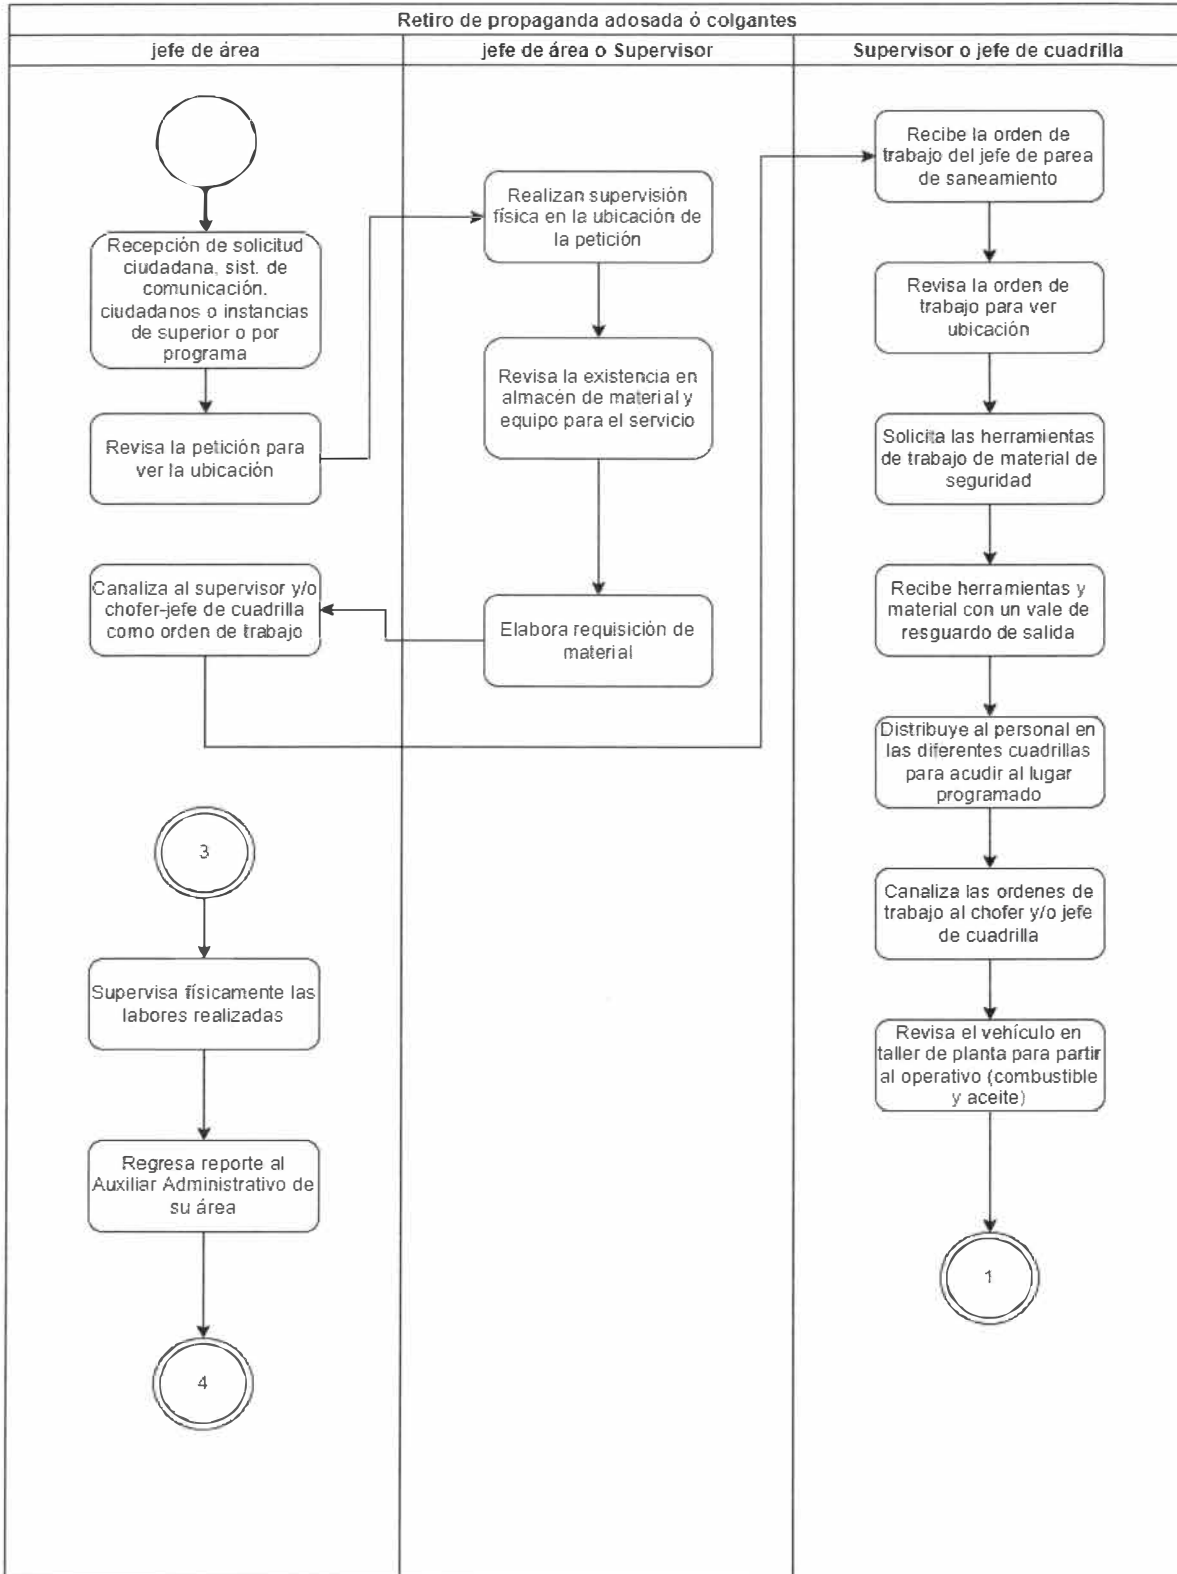 Retiro de propaganda adosada ó colgantes
jefe de área
jefe de área o Supervisor
Supervisor o jefe de cuadrilla
Recepción de solicitud
ciudadana, sist. de
comunicación,
ciudadanos o instancias
de superior o por
programa
Revisa la petición para
ver la ubicación
Canaliza al supervisor y/o
chofer-jefe de cuadrilla
como orden de trabajo
3
Supervisa físicamente las
labores realizadas
Regresa reporte al
Auxiliar Administrativo de
su área
4
Realizan supervisión
física en la ubicación de
la petición
Revisa la existencia en
almacén de material y
equipo para el servicio
Elabora requisición de
material
Recibe la orden de
trabajo del jefe de parea
de saneamiento
Revisa la orden de
trabajo para ver
ubicación
Solicita las herramientas
de trabajo de material de
seguridad
Recibe herramientas y
material con un vale de
resguardo de salida
Distribuye al personal en
las diferentes cuadrillas
para acudir al lugar
programado
Canaliza las ordenes de
trabajo al chofer y/o jefe
de cuadrilla
Revisa el vehículo en
taller de planta para partir
al operativo (combustible
y aceite)
1